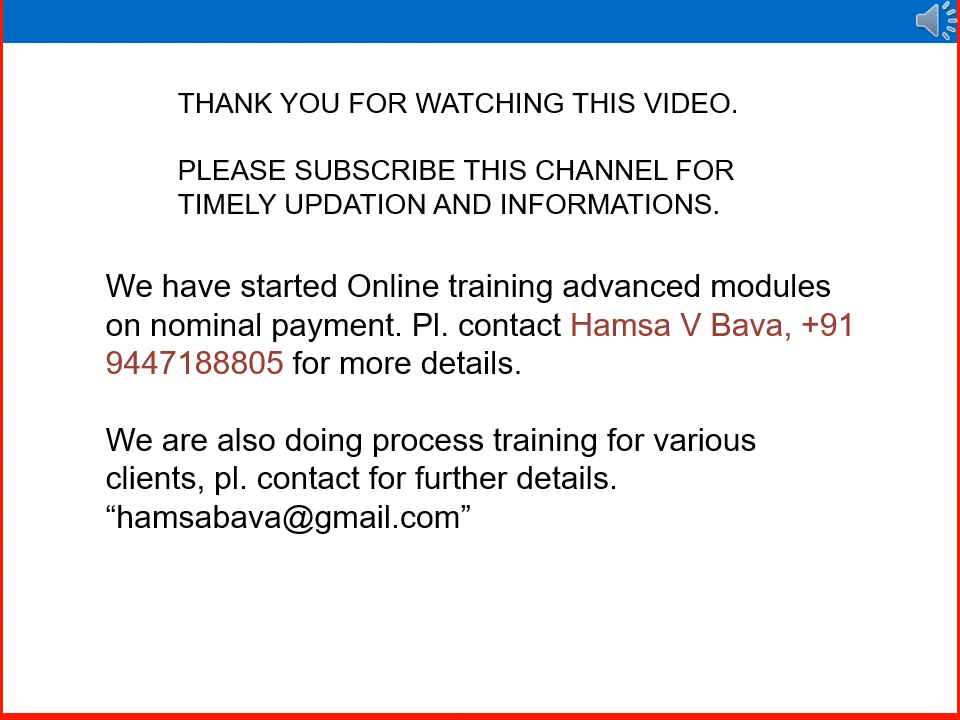 THANK YOU FOR WATCHING THIS VIDEO.
PLEASE SUBSCRIBE THIS CHANNEL FOR
TIMELY UPDATION AND INFORMATIONS.
We have started Online training advanced modules
on nominal payment. Pl. contact Hamsa V Bava, +91
9447188805 for more details.
We are also doing process training for various
clients, pl. contact for further details.
“hamsabava@gmail.com”